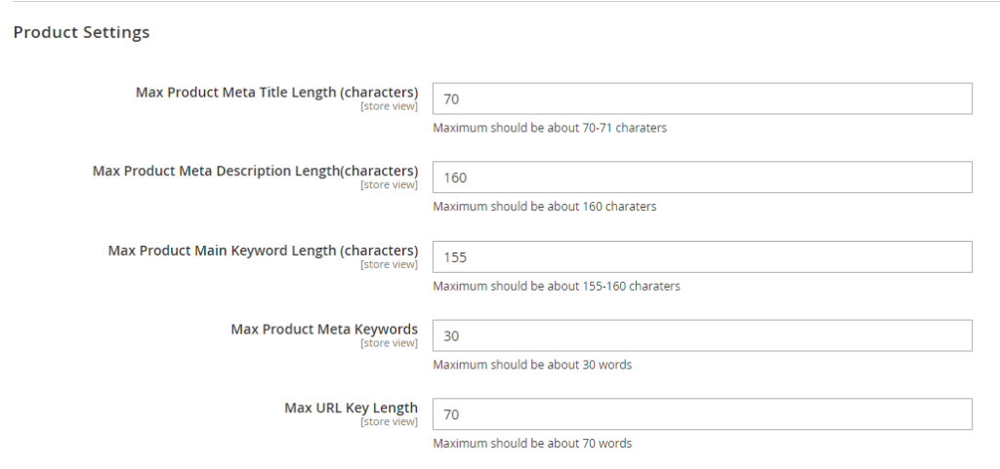 Product Settings
Max Product Meta Title Length (characters)
[store view]
70
Maximum should be about 70-71 charaters
Max Product Meta Description Length(characters)
[store view]
160
Maximum should be about 160 charaters
Max Product Main Keyword Length (characters)
[store view]
155
Maximum should be about 155-160 charaters
Max Product Meta Keywords
[store view]
30
Maximum should be about 30 words
Max URL Key Length
[store view]
70
Maximum should be about 70 words